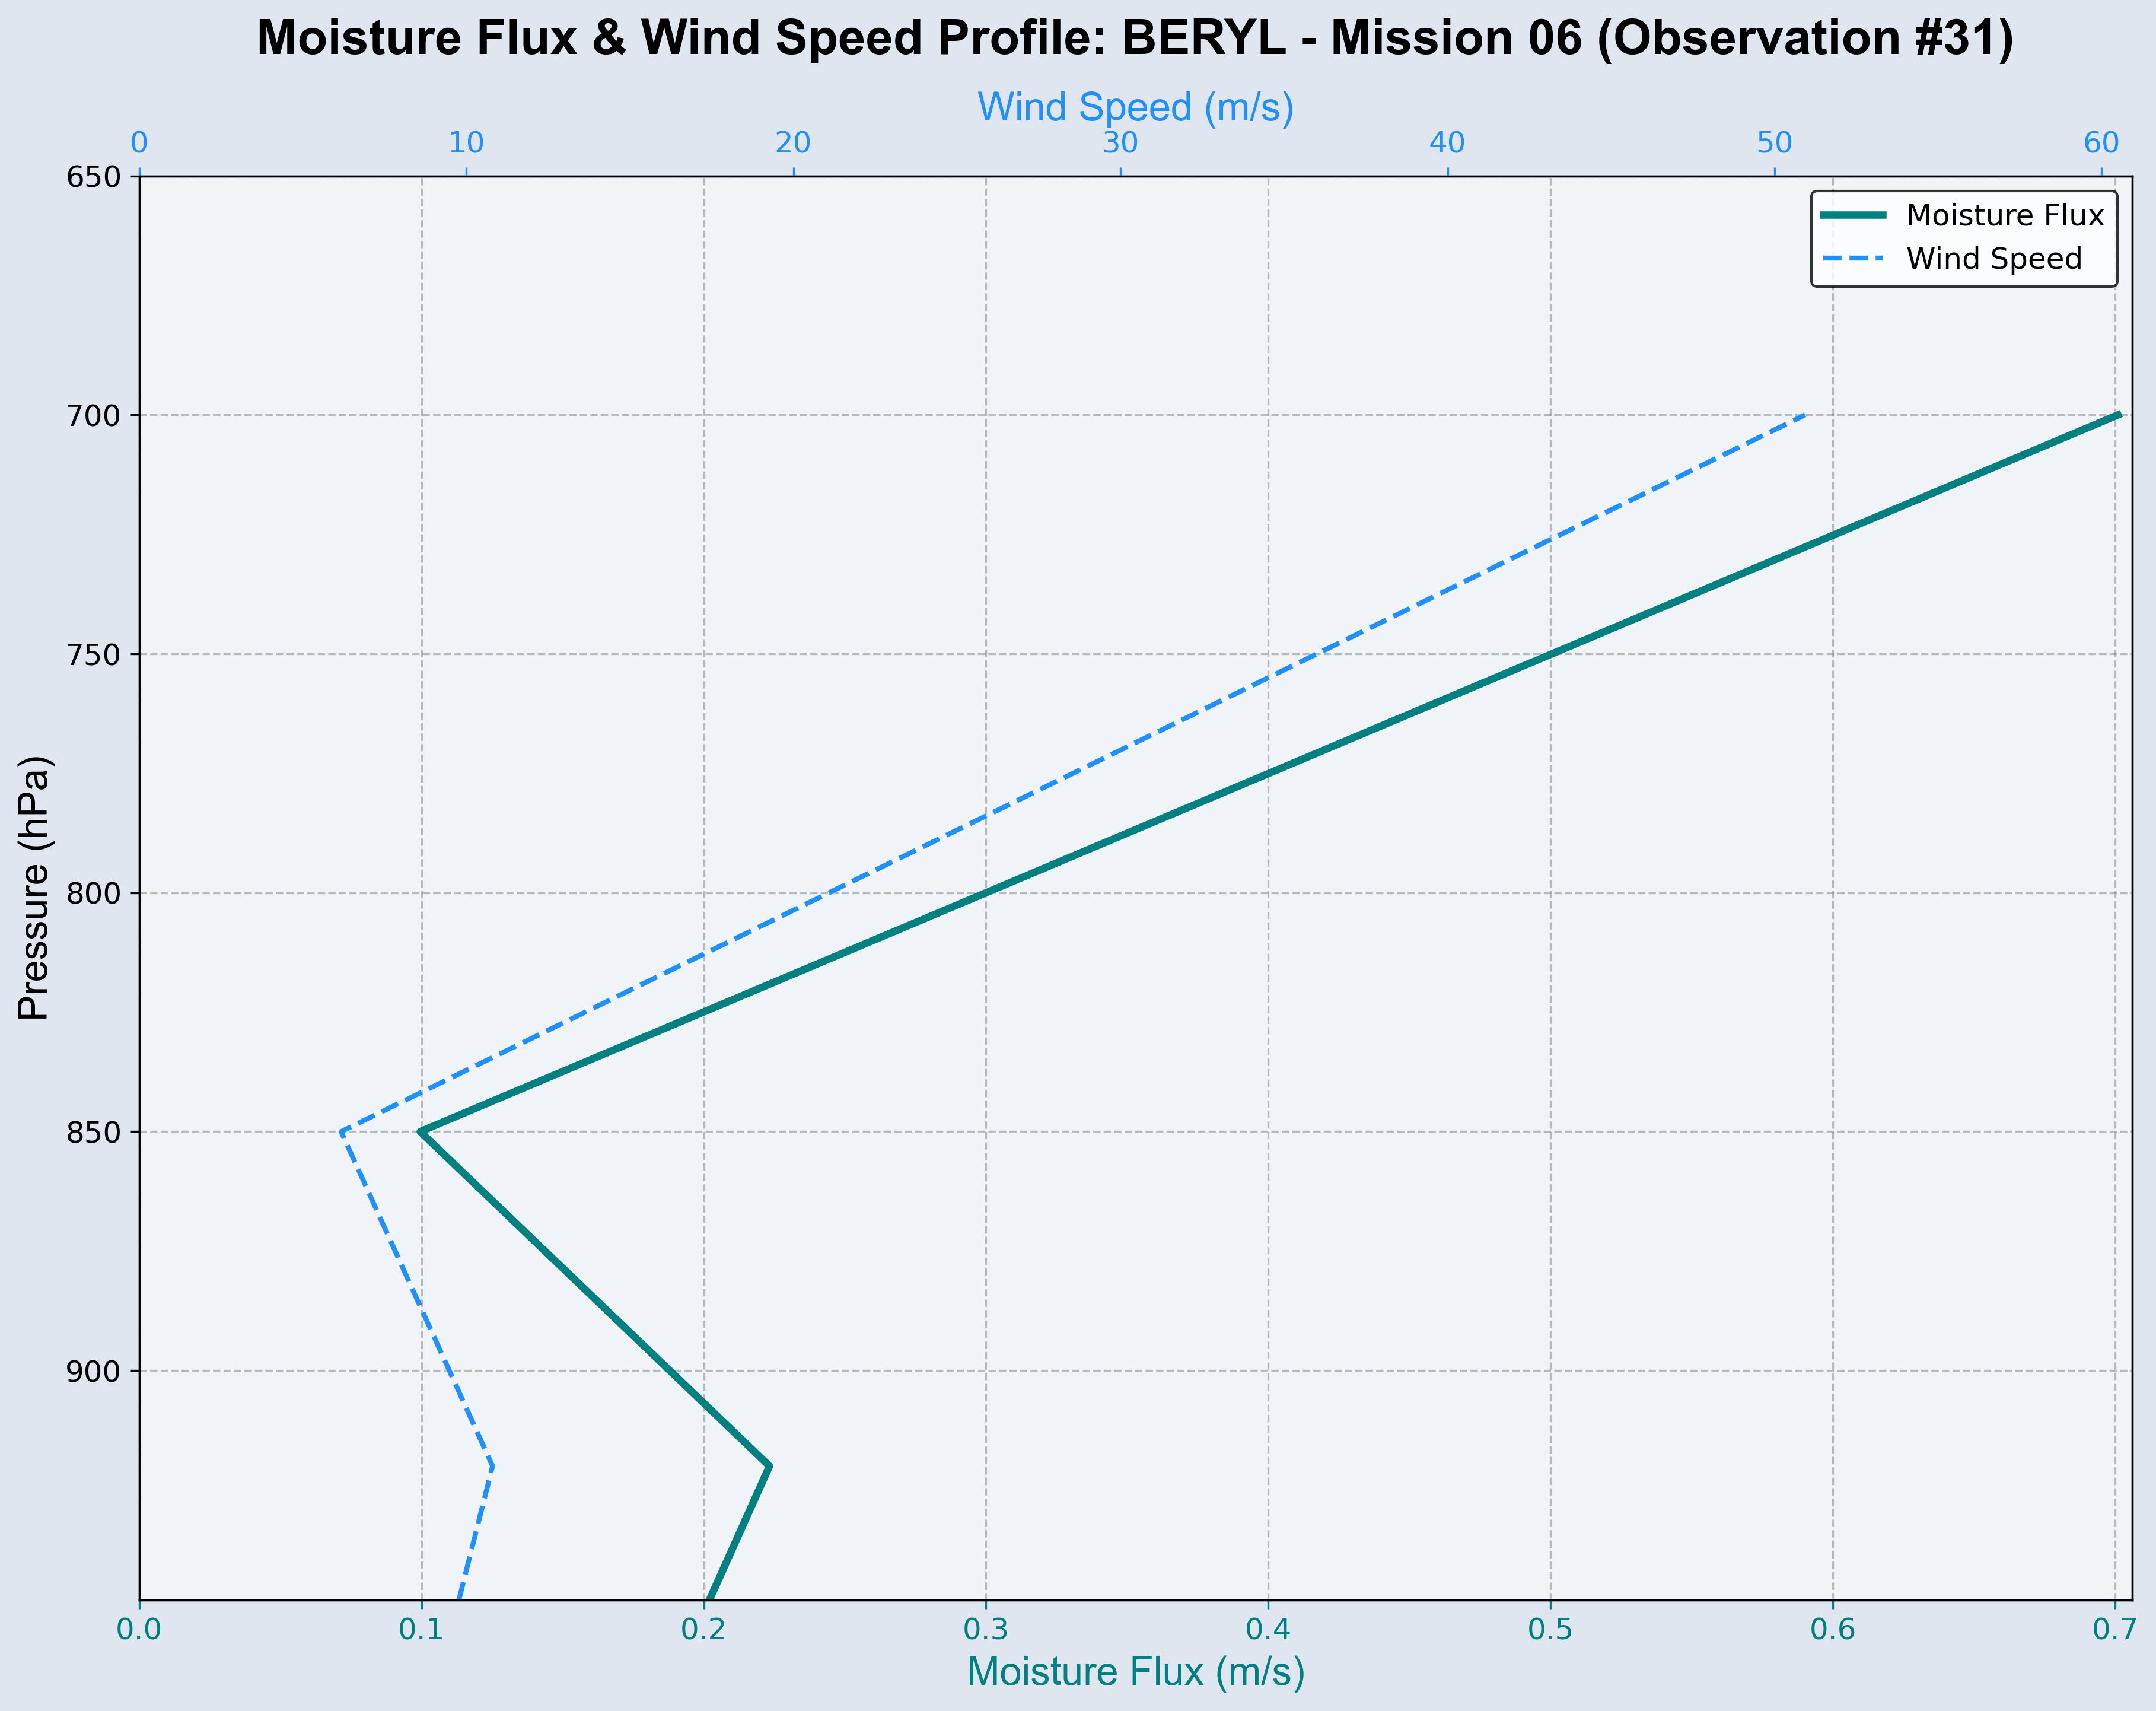 Moisture Flux & Wind Speed Profile: BERYL - Mission 06 (Observation #31)
Wind Speed (m/s)
0 10 20 30 40 50 60
Moisture Flux
Wind Speed
650
700
750
800
850
900
Pressure (hPa)
0.0 0.1 0.2 0.3 0.4 0.5 0.6 0.7
Moisture Flux (m/s)